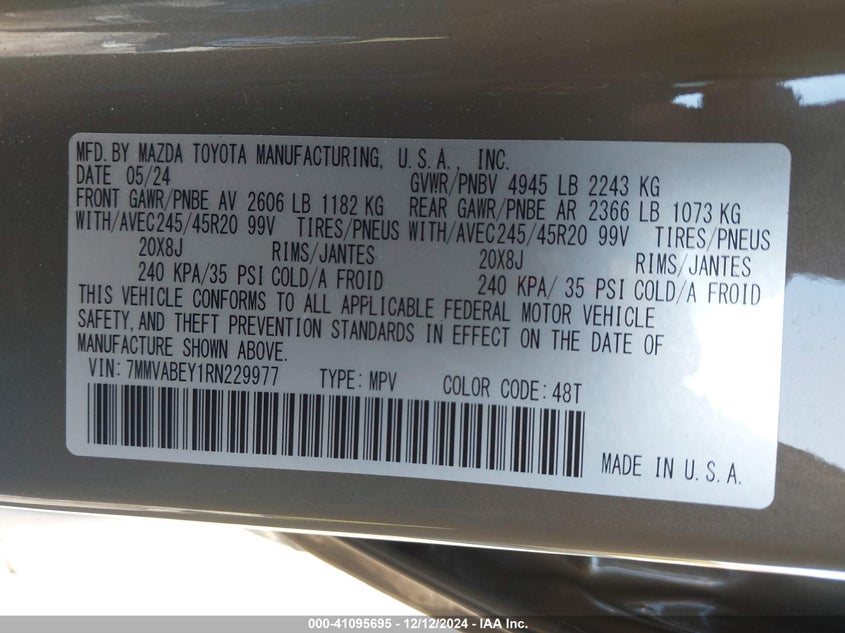 MFD. BY MAZDA TOYOTA MANUFACTURING, U.S.A., INC.
DATE 05/24 GVWR/PNBV 4945 LB 2243 KG
FRONT GAWR/PNBE AV 2606 LB 1182 KG REAR GAWR/PNBE AR 2366 LB 1073 KG
WITH/AVEC245/45R20 99V TIRES/PNEUS WITH/AVEC245/45R20 99V TIRES/PNEUS
20X8J RIMS/JANTES 20X8J RIMS/JANTES
240 KPA/35 PSI COLD/A FROID 240 KPA/ 35 PSI COLD/A FROID
THIS VEHICLE CONFORMS TO ALL APPLICABLE FEDERAL MOTOR VEHICLE
SAFETY, AND THEFT PREVENTION STANDARDS IN EFFECT ON THE DATE OF
MANUFACTURE SHOWN ABOVE.
VIN: 7MMVABEY1RN229977 TYPE: MPV COLOR CODE: 48T
MADE IN U.S.A.
000-41095695 - 12/12/2024 - IAA Inc.